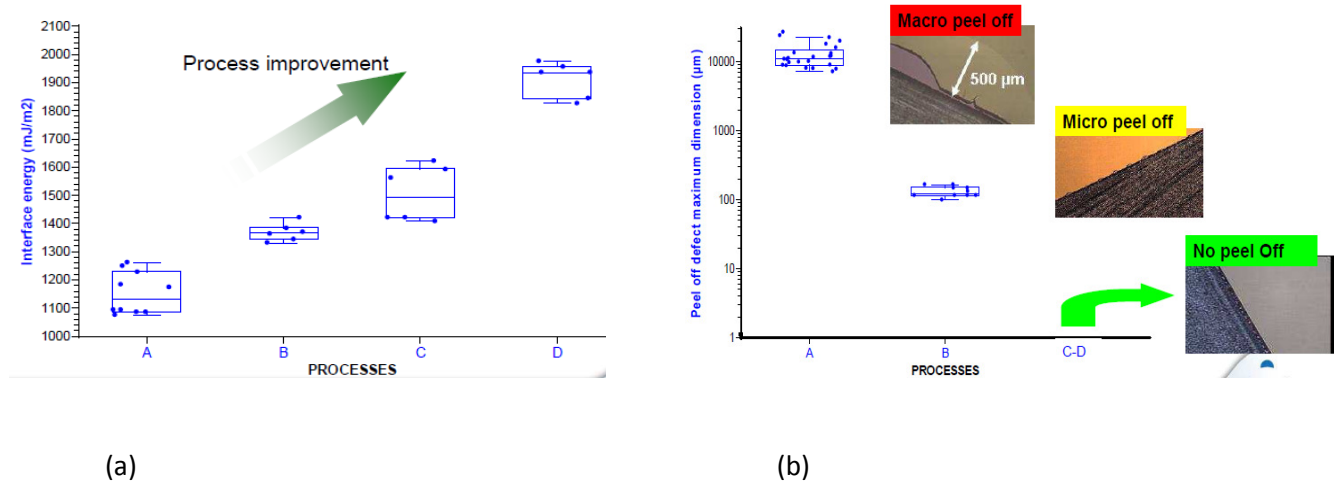 2100
2000
1900
1800
1700
1600
1500
1400
1300
1200
1100
1000
Interface energy (mJ/m2)
Process improvement
A
B
C
D
PROCESSES
(a)
Peel off defect maximum dimension (µm)
10000
1000
100
10
1
A
B
C-D
PROCESSES
Macro peel off
500 µm
Micro peel off
No peel Off
(b)